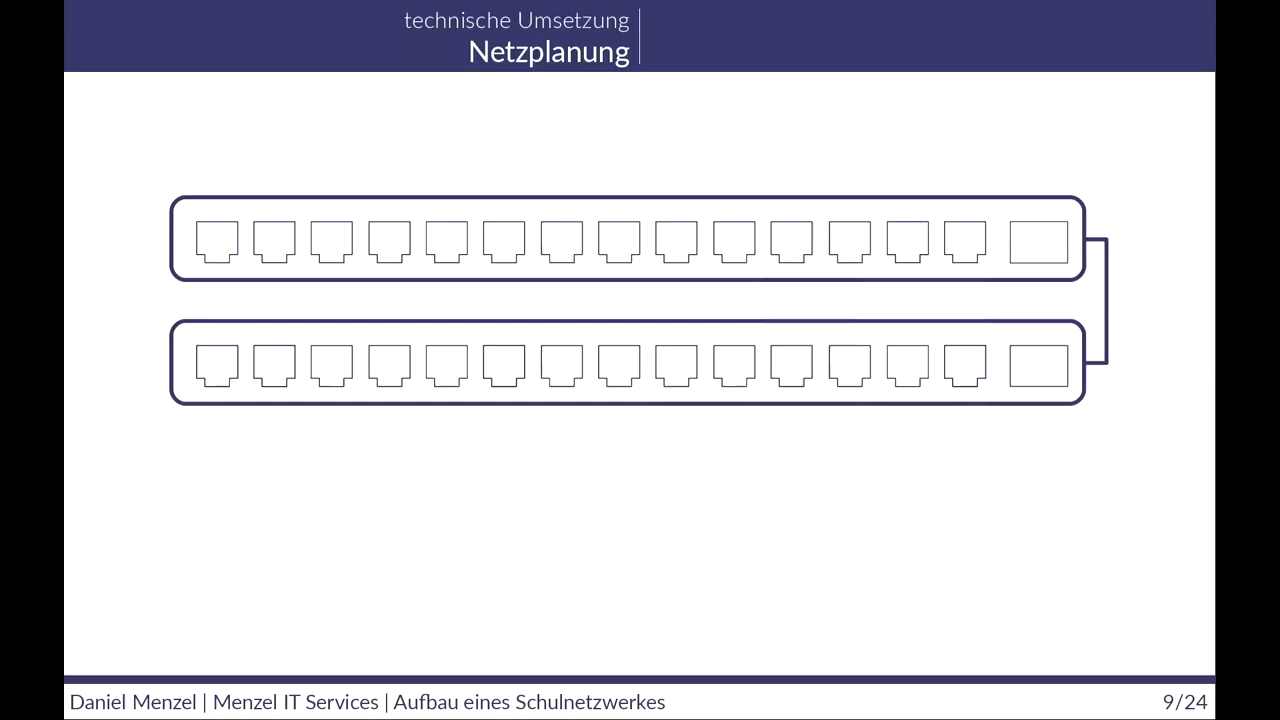 technische Umsetzung
Netzplanung
Daniel Menzel | Menzel IT Services | Aufbau eines Schulnetzwerkes
9/24